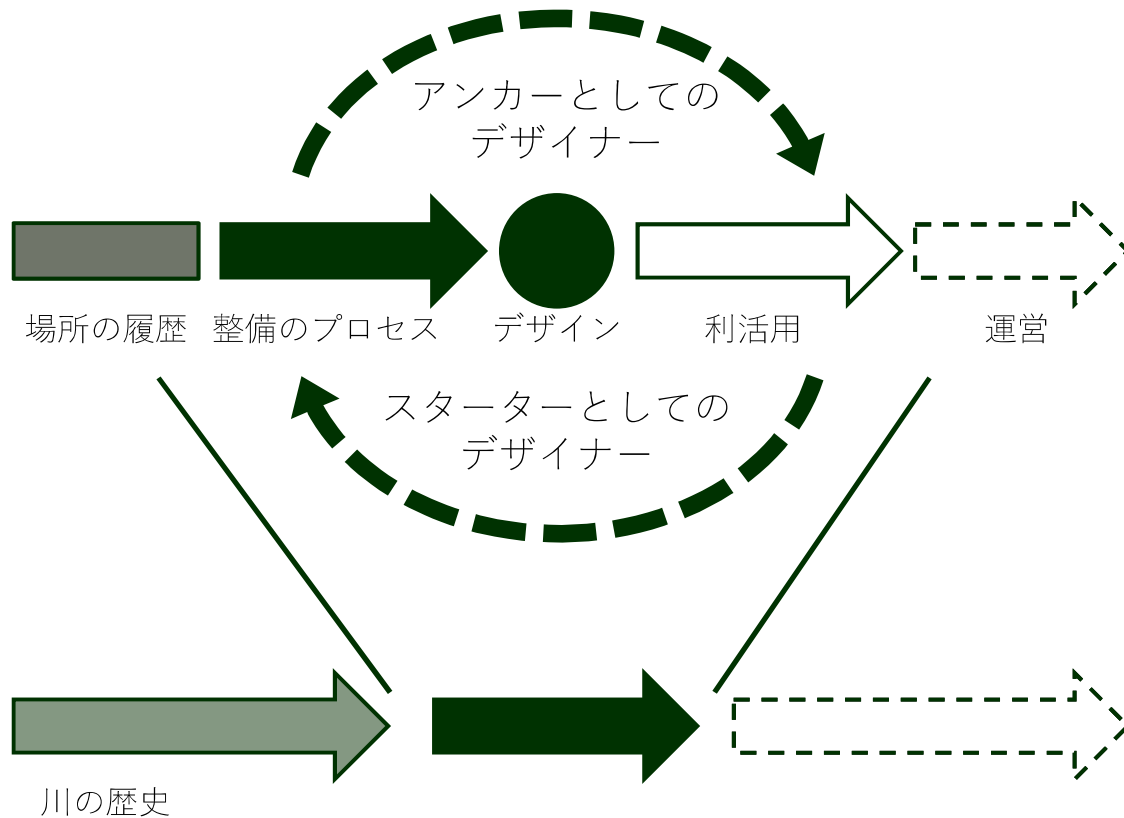 アンカーとしての
デザイナー
場所の履歴 整備のプロセス デザイン 利活用 運営
スターターとしての
デザイナー
川の歴史